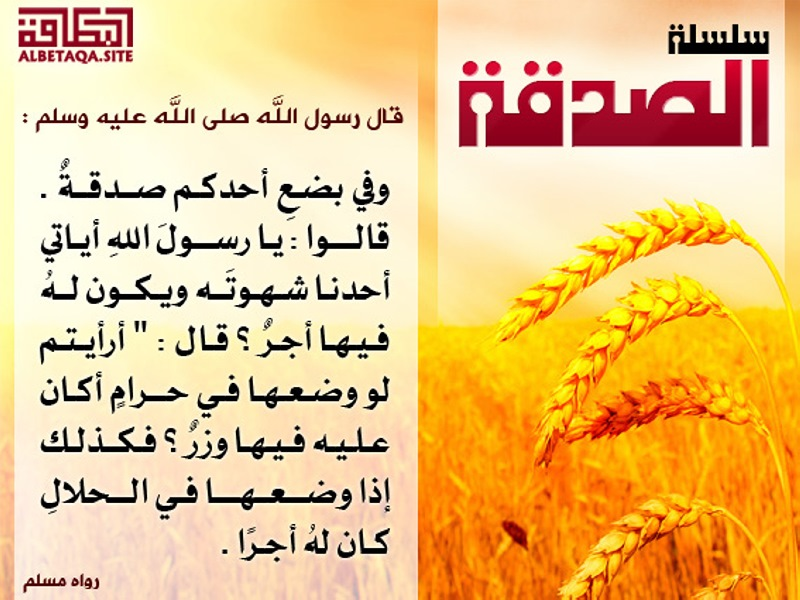 سلسلة
الصدقة
البطاقة
ALBETAQA.SITE
قال رسول اللَّه صلى اللَّه عليه وسلم :
وفي بضعِ أحدكم صدقةٌ .
قالوا : يا رسولَ اللهِ أياتي
أحدنا شهوتَه ويكون لهُ
فيها أجرٌ ؟ قال : " أرأيتم
لو وضعها في حرامٍ أكان
عليه فيها وزرٌ ؟ فكذلك
إذا وضعها في الحلالِ
كان لهُ أجرًا .
رواه مسلم